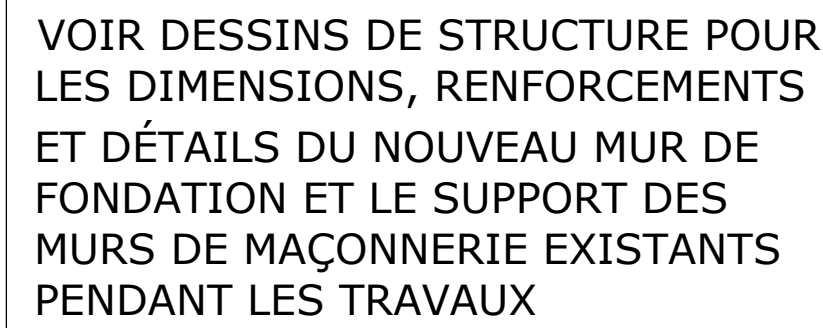 VOIR DESSINS DE STRUCTURE POUR
LES DIMENSIONS, RENFORCEMENTS
ET DÉTAILS DU NOUVEAU MUR DE
FONDATION ET LE SUPPORT DES
MURS DE MAÇONNERIE EXISTANTS
PENDANT LES TRAVAUX